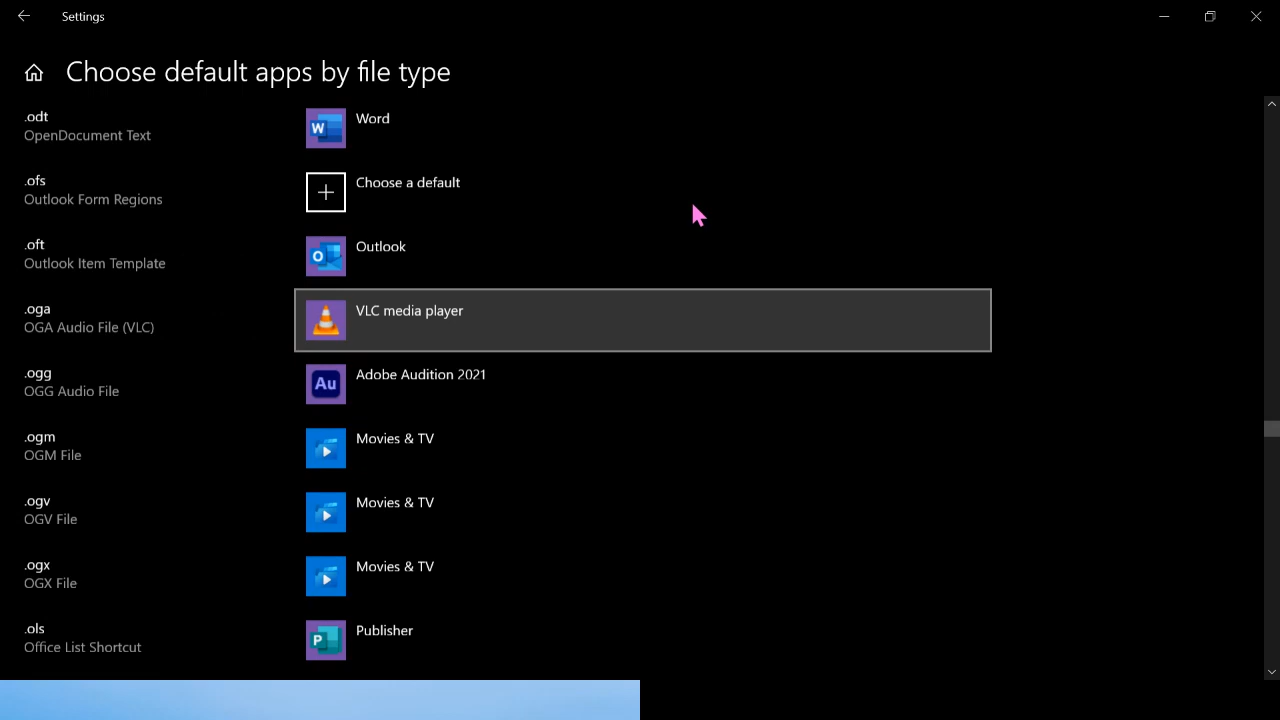 Settings
Choose default apps by file type
.odt
OpenDocument Text
Word
.ofs
Outlook Form Regions
Choose a default
.oft
Outlook Item Template
Outlook
.oga
OGA Audio File (VLC)
VLC media player
.ogg
OGG Audio File
Adobe Audition 2021
.ogm
OGM File
Movies & TV
.ogv
OGV File
Movies & TV
.ogx
OGX File
Movies & TV
.ols
Office List Shortcut
Publisher